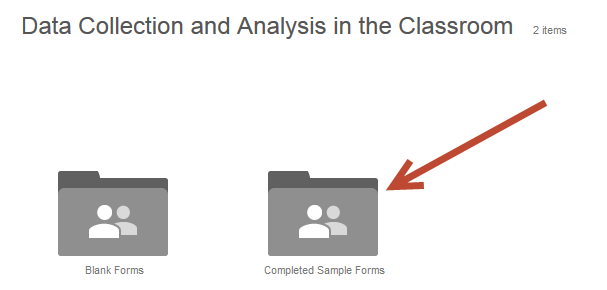 Data Collection and Analysis in the Classroom 2 items
Blank Forms
Completed Sample Forms